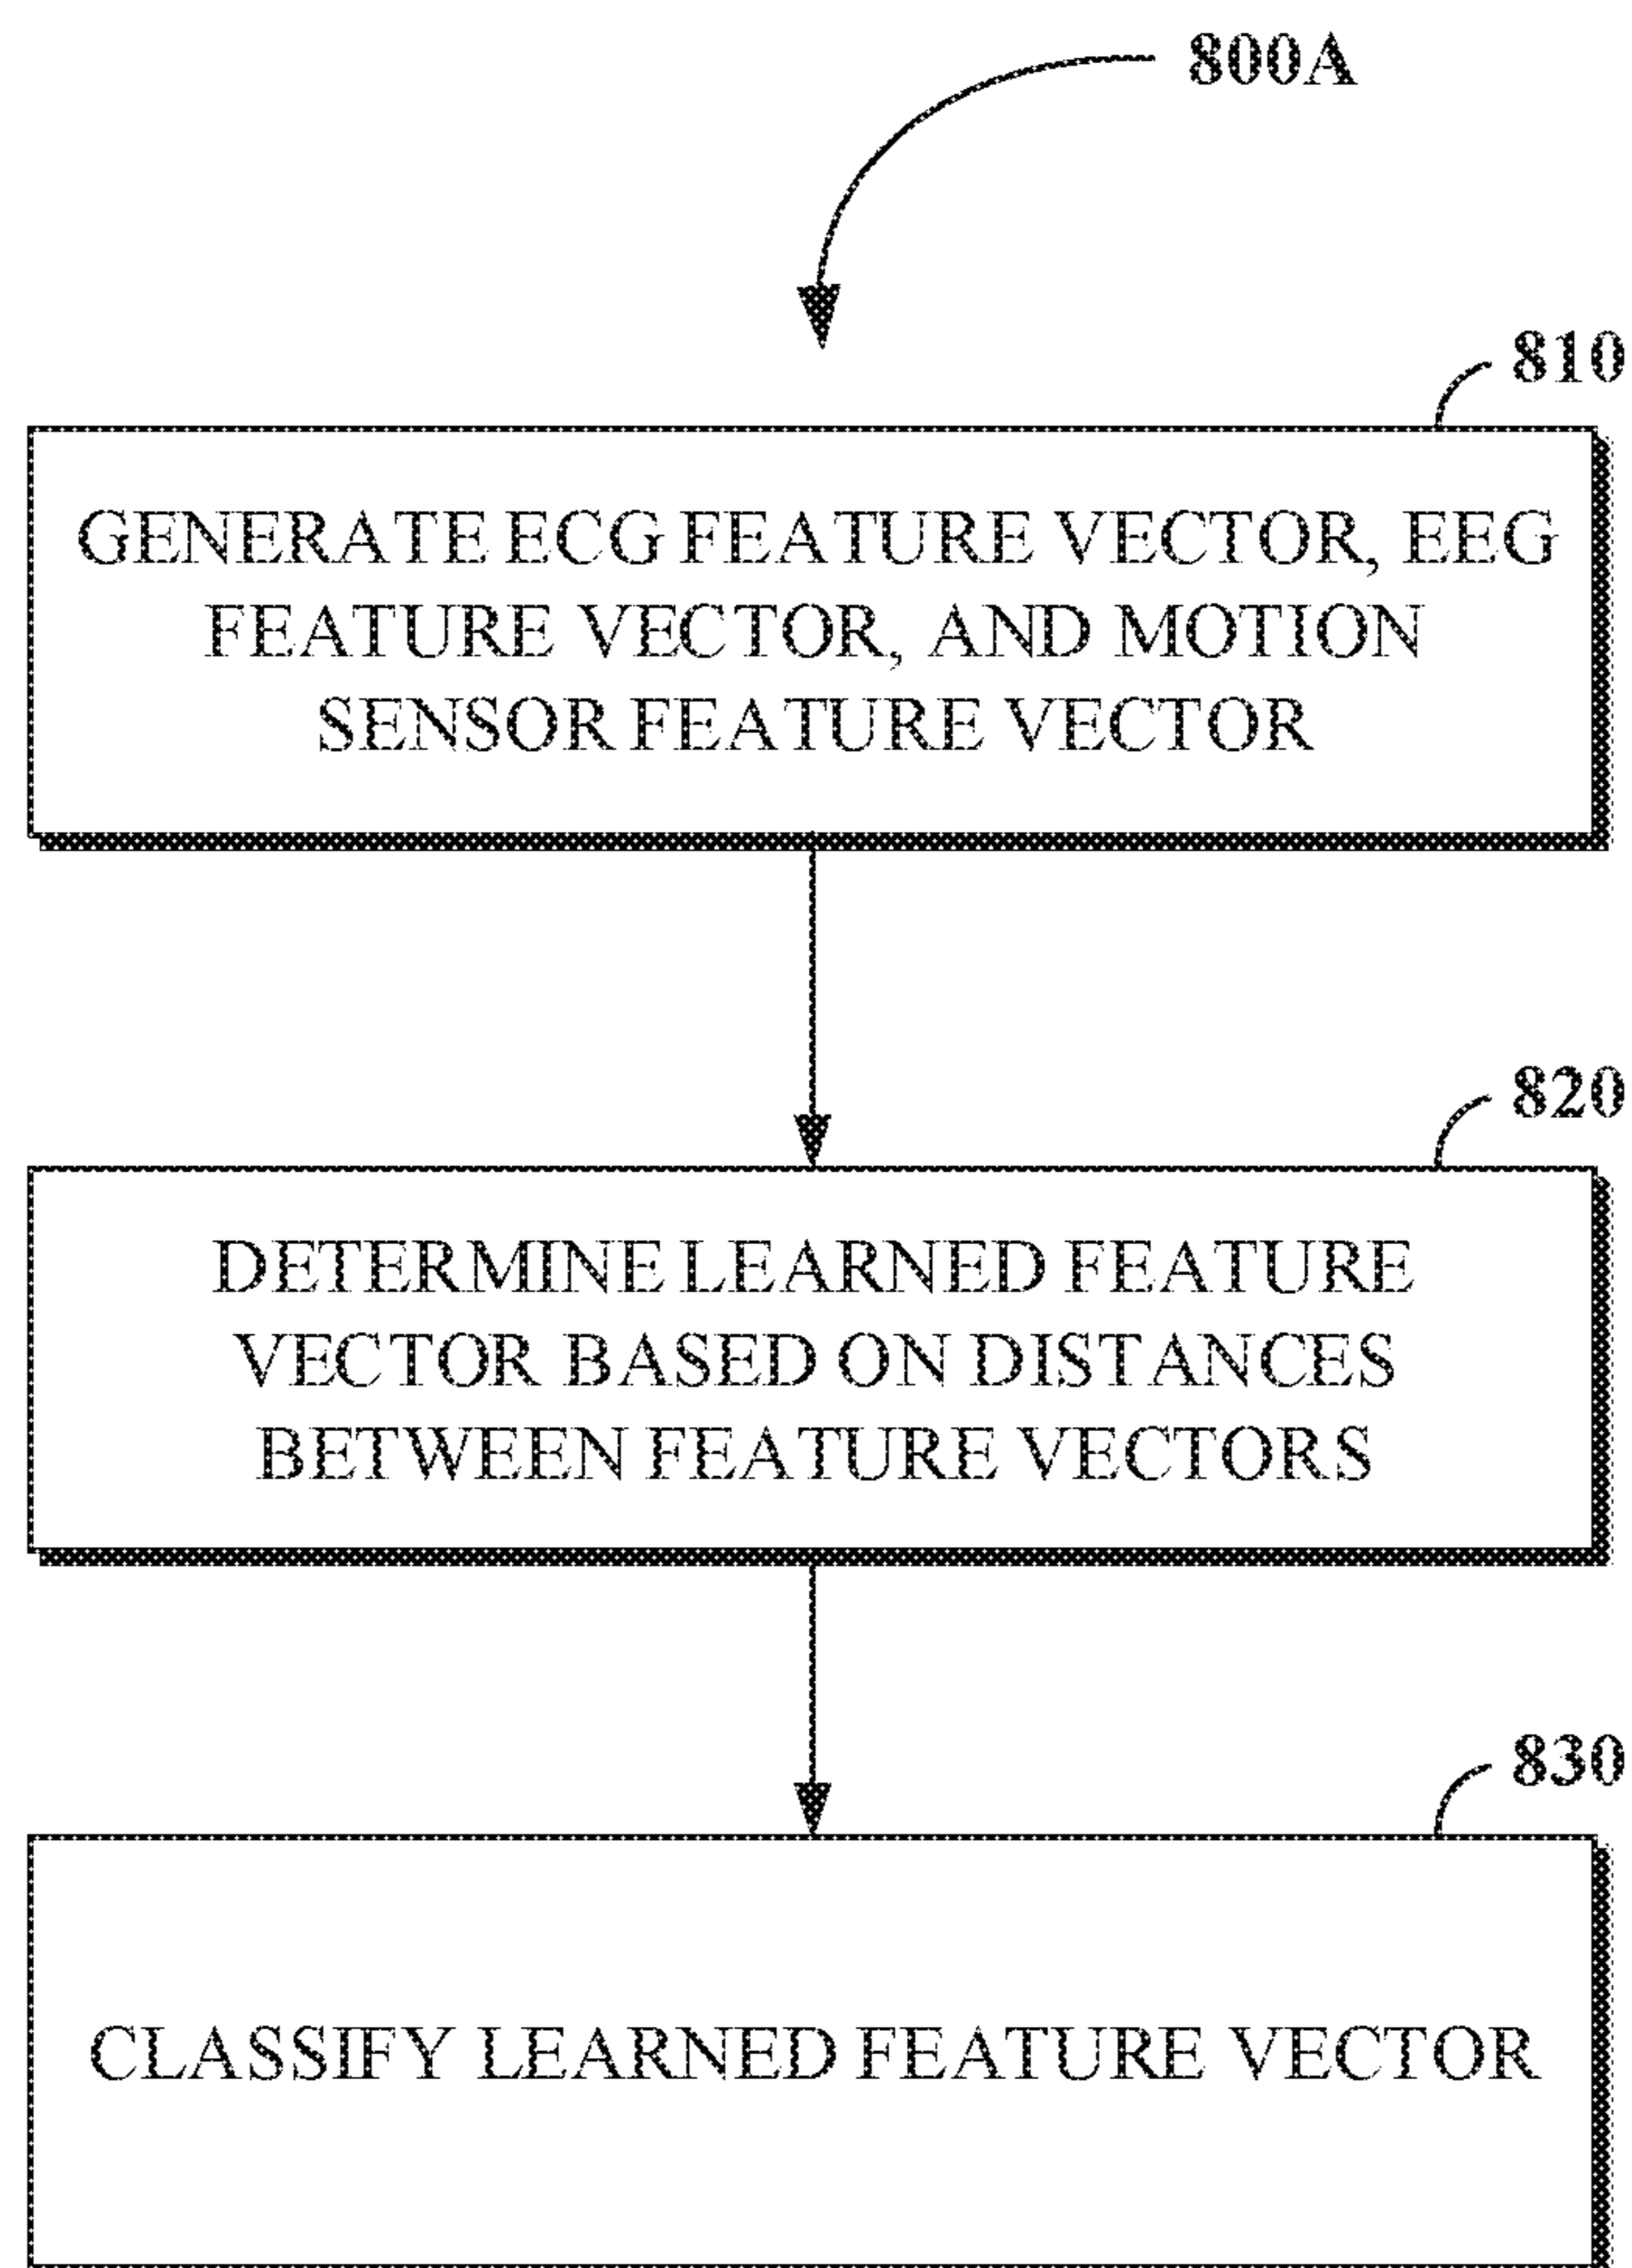 800A
810
GENERATE ECG FEATURE VECTOR, EEG
FEATURE VECTOR, AND MOTION
SENSOR FEATURE VECTOR
820
DETERMINE LEARNED FEATURE
VECTOR BASED ON DISTANCES
BETWEEN FEATURE VECTORS
830
CLASSIFY LEARNED FEATURE VECTOR